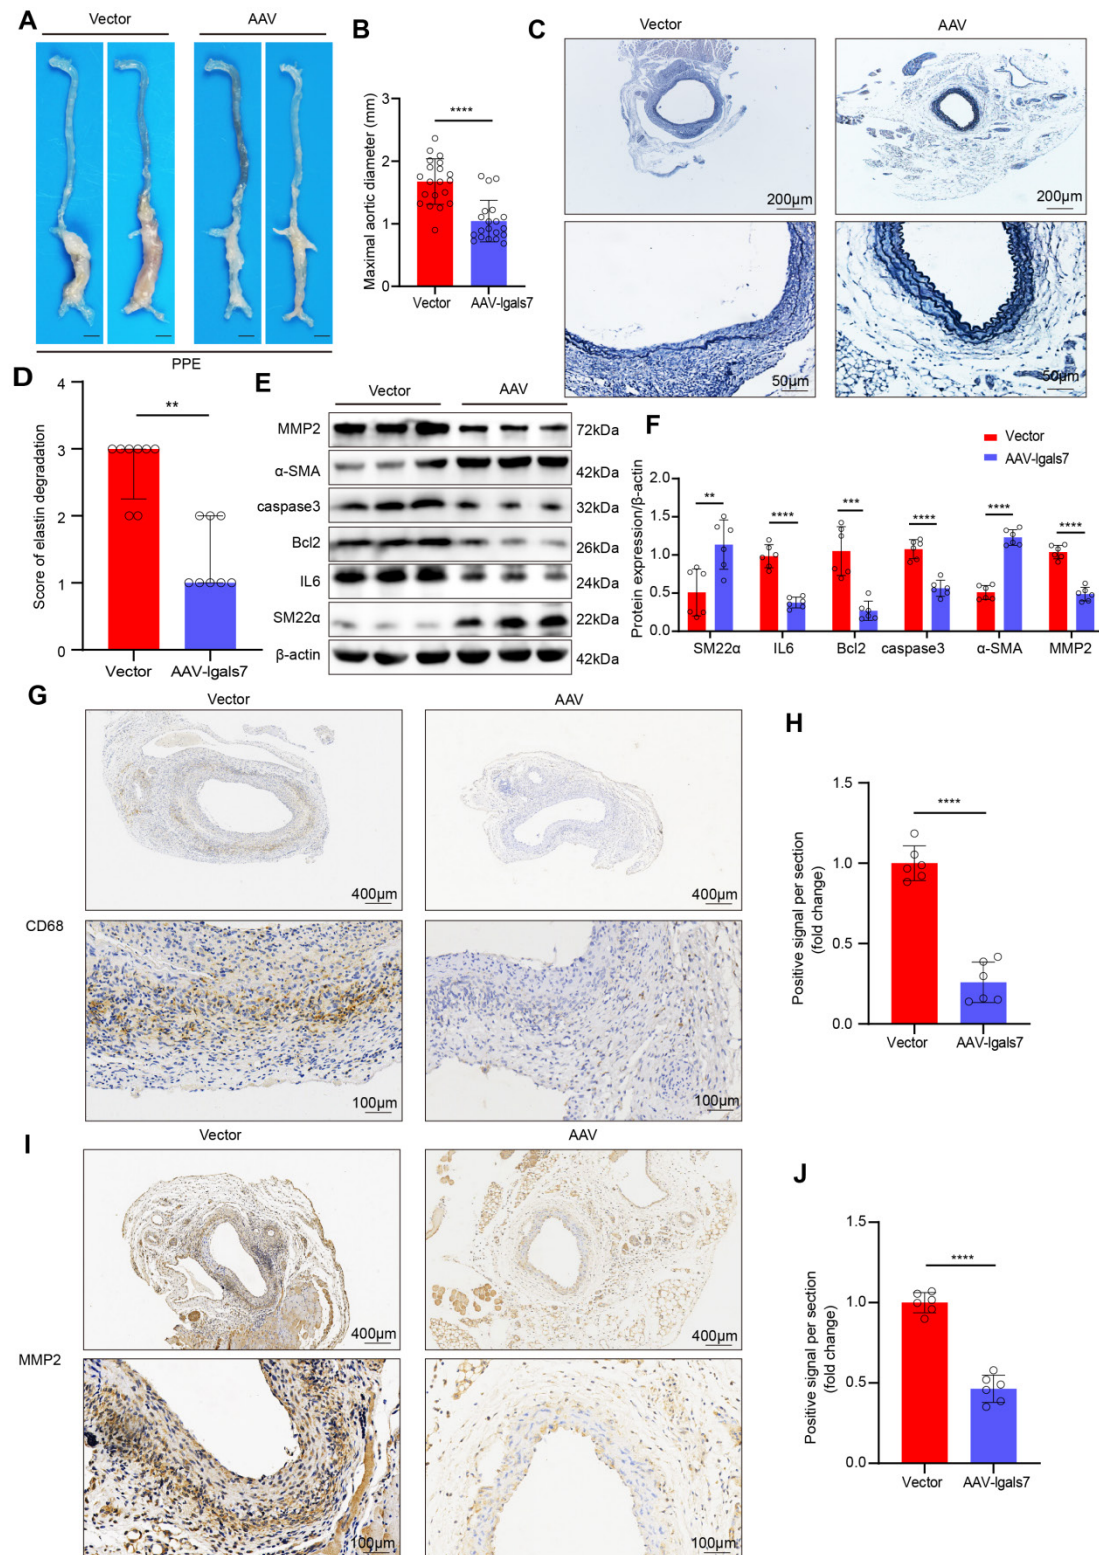 A
Vector
AAV
PPE
B
Maximal aortic diameter (mm)
3
2
1
0
****
Vector
AAV-lgals7
C
Vector
AAV
200μm
200μm
50μm
50μm
D
Score of elastin degradation
4
3
2
1
0
**
Vector
AAV-lgals7
E
Vector
AAV
MMP2
72kDa
α-SMA
42kDa
caspase3
32kDa
Bcl2
26kDa
IL6
24kDa
SM22α
22kDa
β-actin
42kDa
F
Vector
AAV-lgals7
Protein expression/β-actin
1.5
1.0
0.5
0.0
** **** *** **** **** ****
SM22α IL6 Bcl2 caspase3 α-SMA MMP2
G
Vector
AAV
400μm
400μm
CD68
100μm
100μm
H
Positive signal per section
(fold change)
1.5
1.0
0.5
0.0
****
Vector
AAV-lgals7
I
Vector
AAV
400μm
400μm
MMP2
100μm
100μm
J
Positive signal per section
(fold change)
1.5
1.0
0.5
0.0
****
Vector
AAV-lgals7